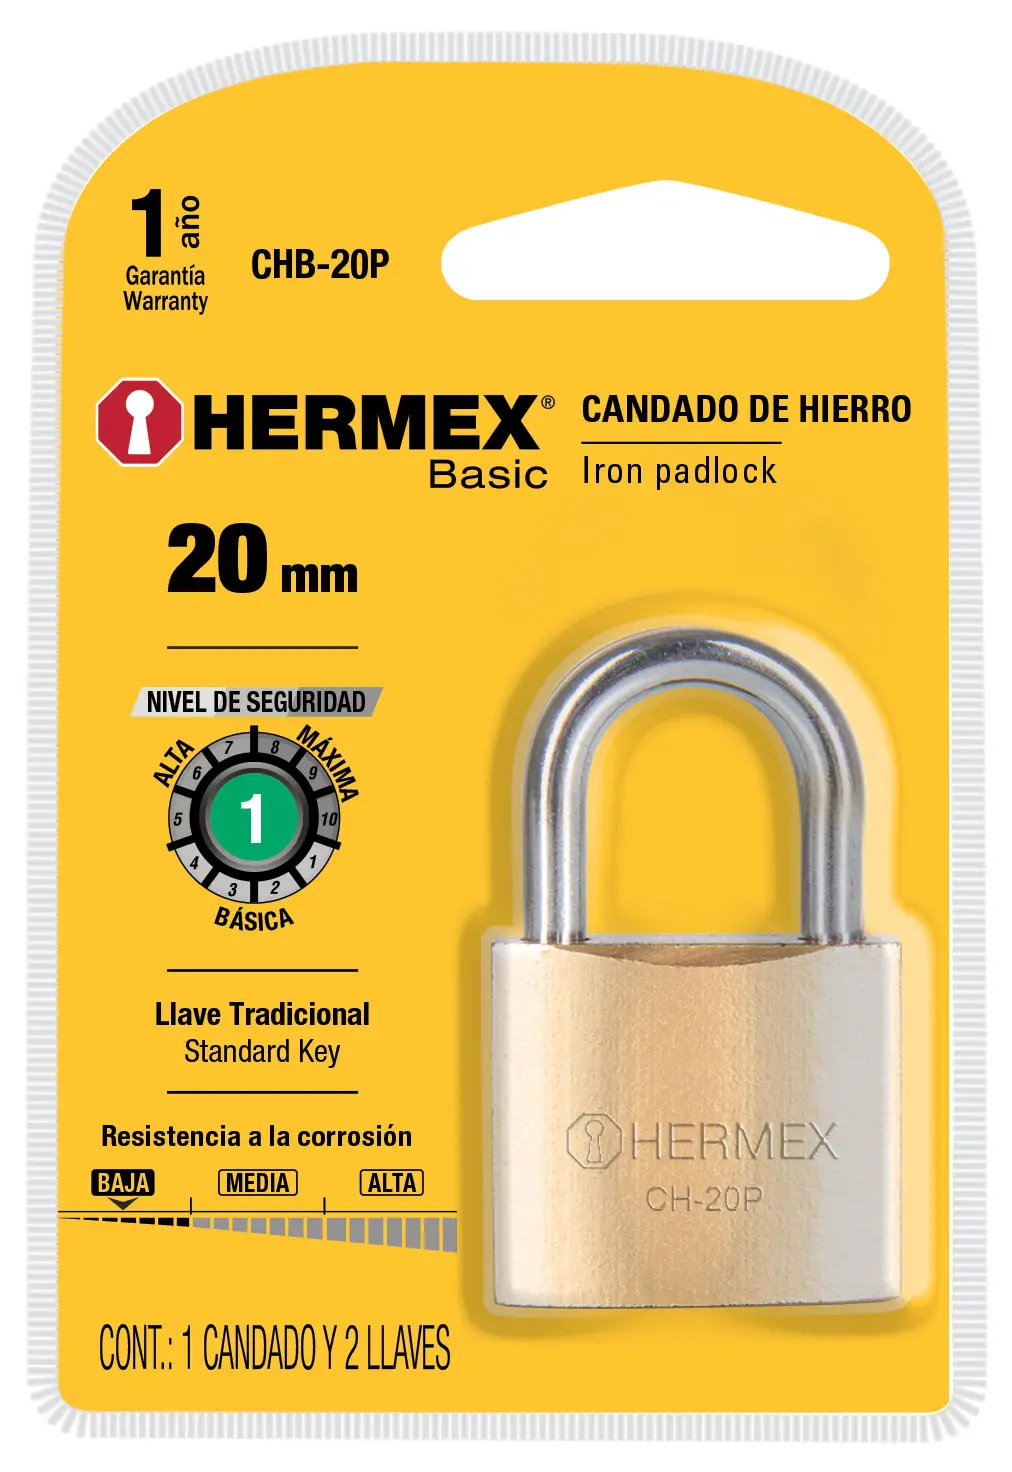 1 año
Garantía
Warranty
CHB-20P
HERMEX®
Basic
CANDADO DE HIERRO
Iron padlock
20 mm
NIVEL DE SEGURIDAD
ALTA
MÁXIMA
BÁSICA
7 8
6 9
5 1 10
4 1
3 2
Llave Tradicional
Standard Key
Resistencia a la corrosión
BAJA MEDIA ALTA
CONT.: 1 CANDADO Y 2 LLAVES
HERMEX
CH-20P